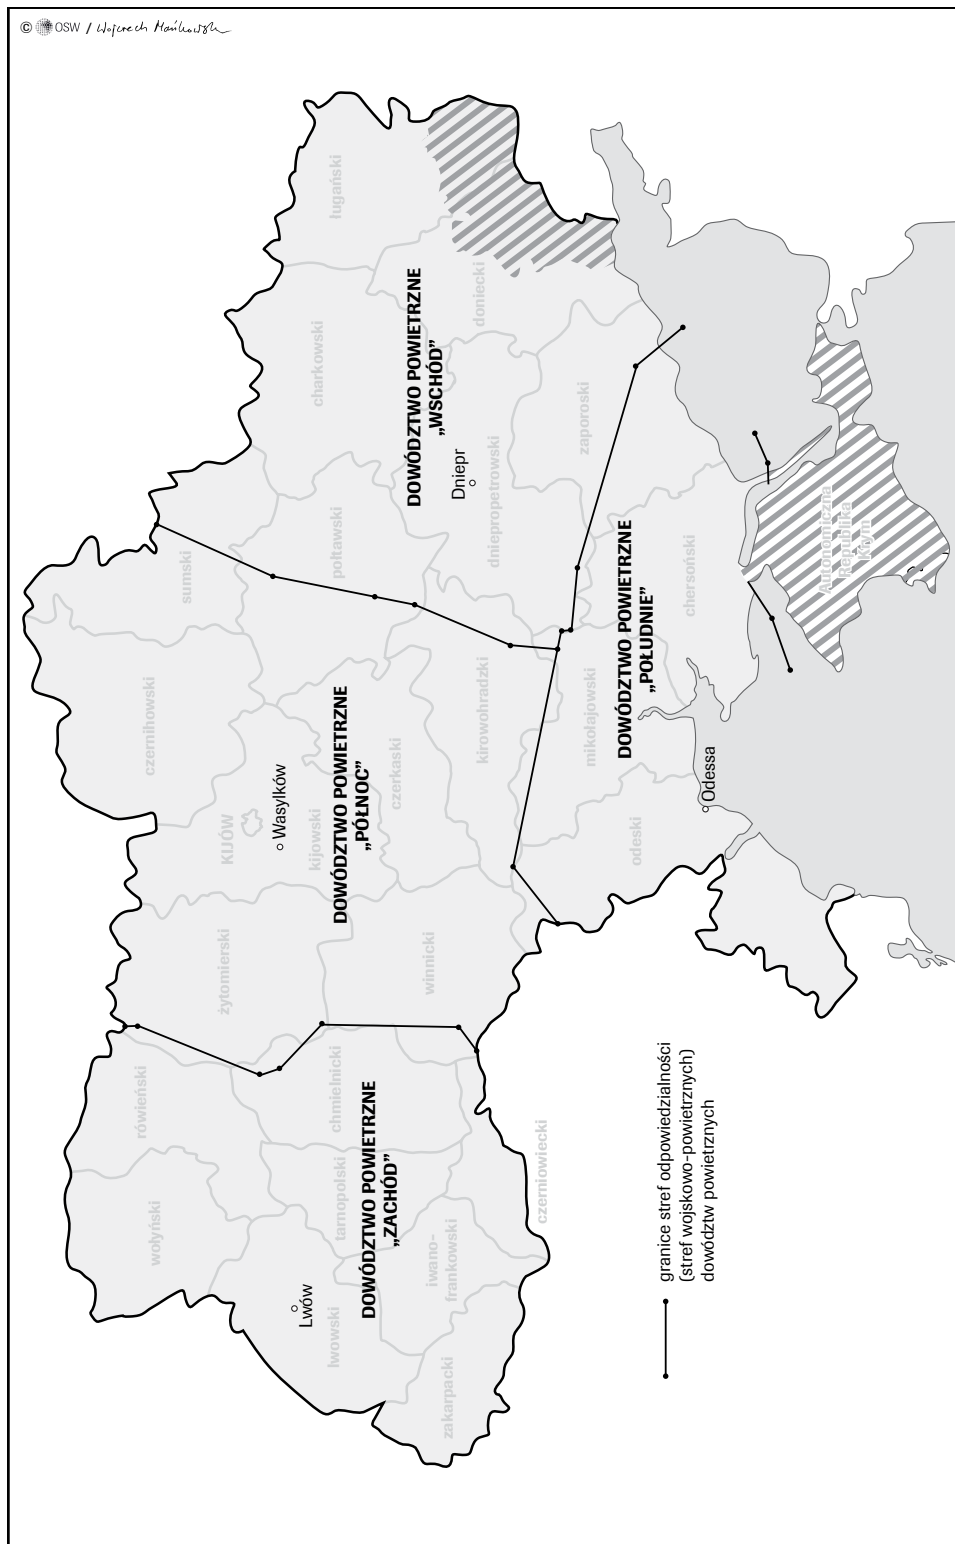 © OSW / Wojciech Mańkowski
wołyński
rówieński
żytomierski
KIJÓW
czernihowski
sumski
Wasylków
kijowski
Lwów
lwowski
tarnopolski
chmielnicki
DOWÓDZTWO POWIETRZNE
„ZACHÓD”
DOWÓDZTWO POWIETRZNE
„PÓŁNOC”
połtawski
charkowski
ługański
czerkaski
winnicki
iwano-
frankowski
zakarpacki
czerniowiecki
kirowohradzki
DOWÓDZTWO POWIETRZNE
„WSCHÓD”
Dniepr
dniepropetrowski
doniecki
zaporoski
mikołajowski
odeski
DOWÓDZTWO POWIETRZNE
„POŁUDNIE”
chersoński
Odessa
Autonomiczna
Republika
Krym
granice stref odpowiedzialności
(stref wojskowo-powietrznych)
dowództw powietrznych